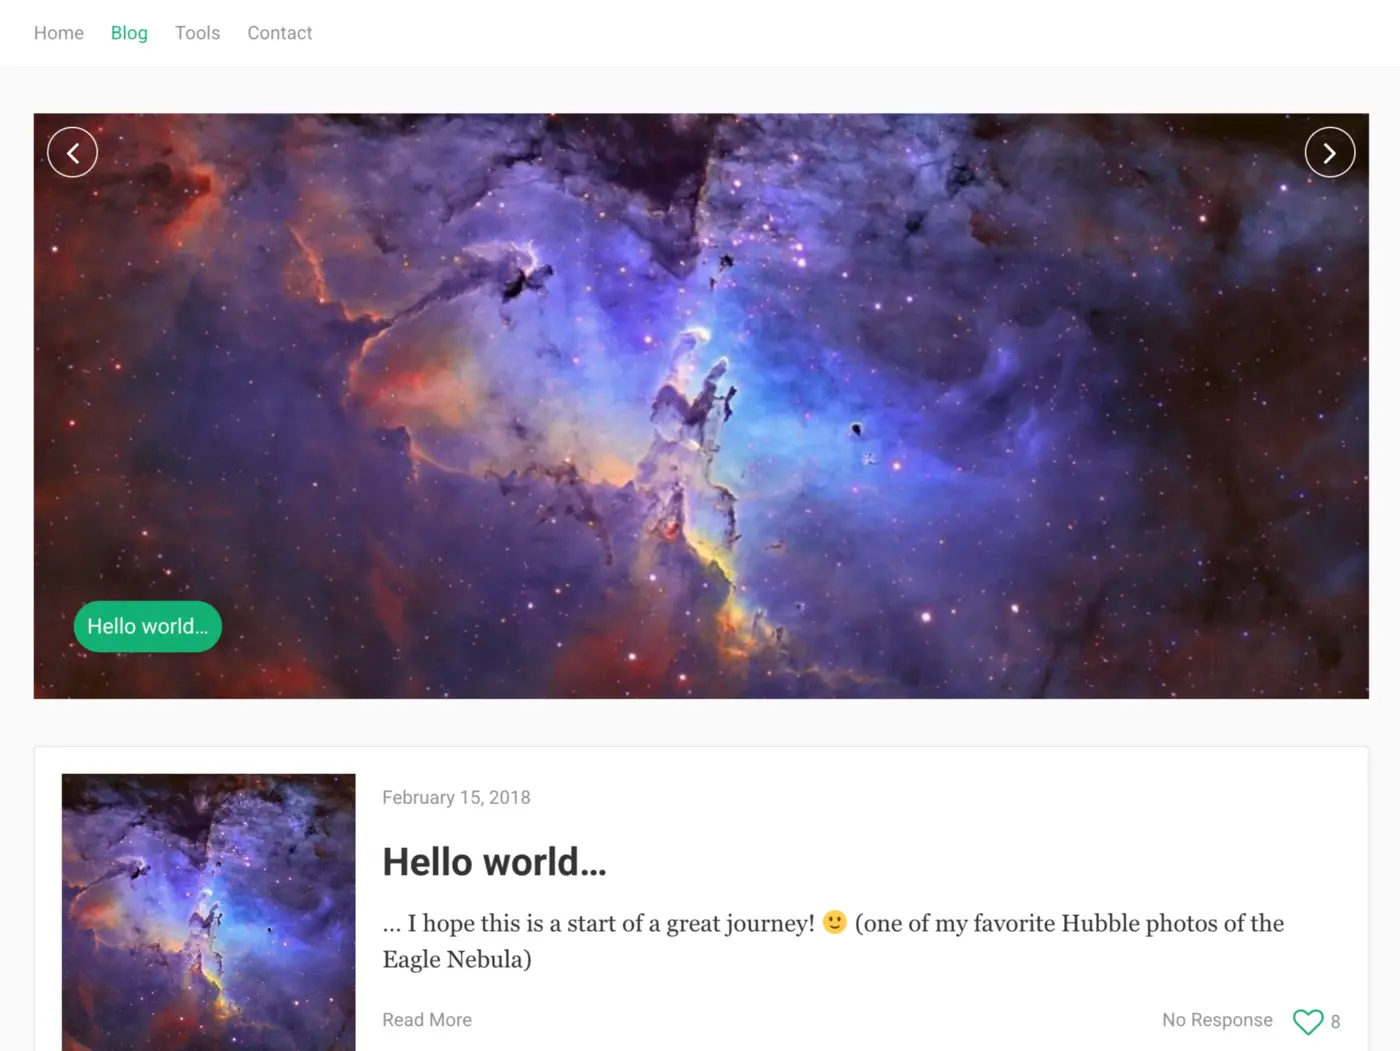 Home Blog Tools Contact
Hello world...
February 15, 2018
Hello world...
... I hope this is a start of a great journey! 🙂 (one of my favorite Hubble photos of the
Eagle Nebula)
Read More No Response 8